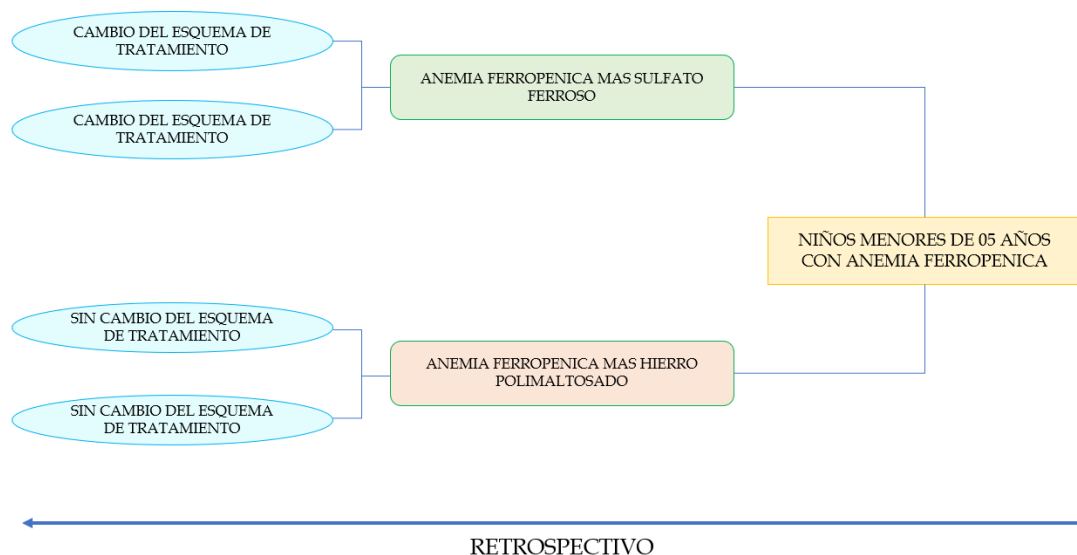 CAMBIO DEL ESQUEMA DE
TRATAMIENTO
CAMBIO DEL ESQUEMA DE
TRATAMIENTO
ANEMIA FERROPENICA MAS SULFATO
FERROSO
NIÑOS MENORES DE 05 AÑOS
CON ANEMIA FERROPENICA
SIN CAMBIO DEL ESQUEMA
DE TRATAMIENTO
SIN CAMBIO DEL ESQUEMA
DE TRATAMIENTO
ANEMIA FERROPENICA MAS HIERRO
POLIMALTOSADO
RETROSPECTIVO